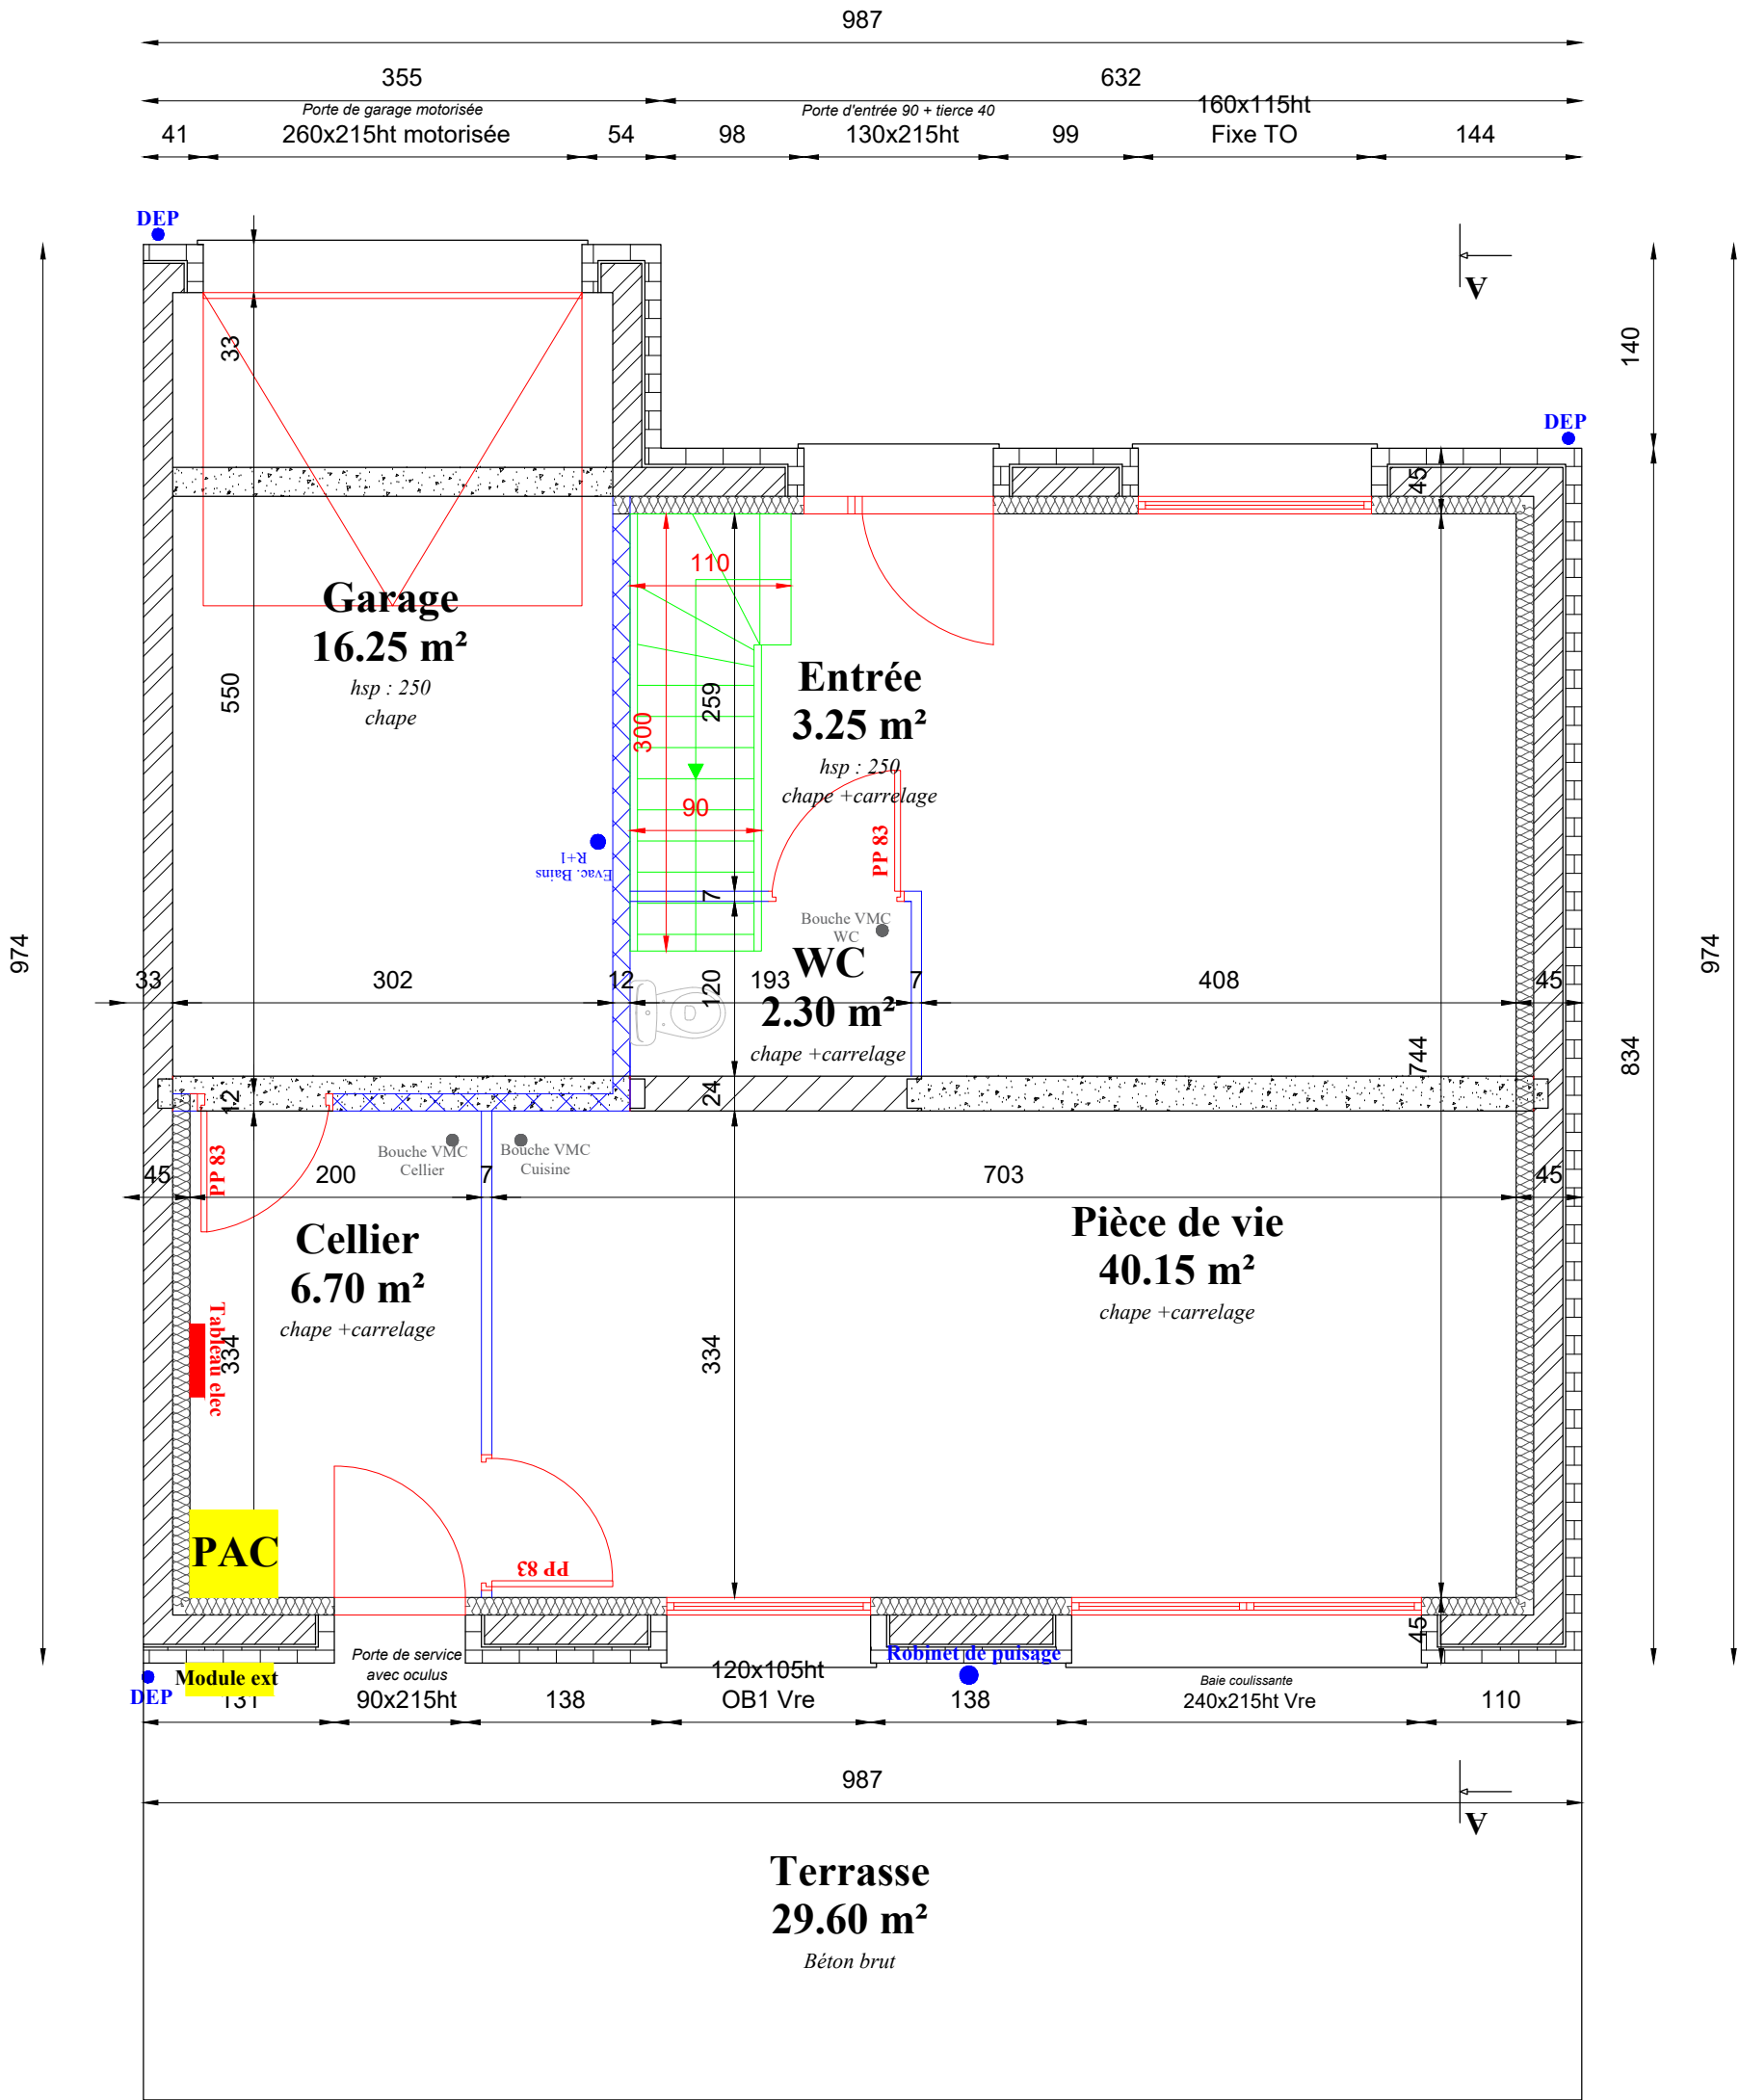 987
355
632
Porte de garage motorisée
Porte d'entrée 90 + tierce 40
160x115ht
41
260x215ht motorisée
54
98
130x215ht
99
Fixe TO
144
DEP
A
33
140
DEP
45
110
Garage
16.25 m²
hsp : 250
chape
550
259
300
Entrée
3.25 m²
hsp : 250
chape +carrelage
90
PP 83
Evac. Bains
R+1
7
Bouche VMC
WC
WC
2.30 m²
chape +carrelage
974
974
33
302
12
193
120
7
408
45
744
834
12
24
Bouche VMC
Cellier
Bouche VMC
Cuisine
45
PP 83
200
7
703
45
Cellier
6.70 m²
chape +carrelage
Pièce de vie
40.15 m²
chape +carrelage
Tableau elec
334
334
PAC
PP 83
45
Porte de service
avec oculus
90x215ht
Robinet de puisage
Module ext
DEP
131
138
120x105ht
OB1 Vre
138
Baie coulissante
240x215ht Vre
110
987
A
Terrasse
29.60 m²
Béton brut